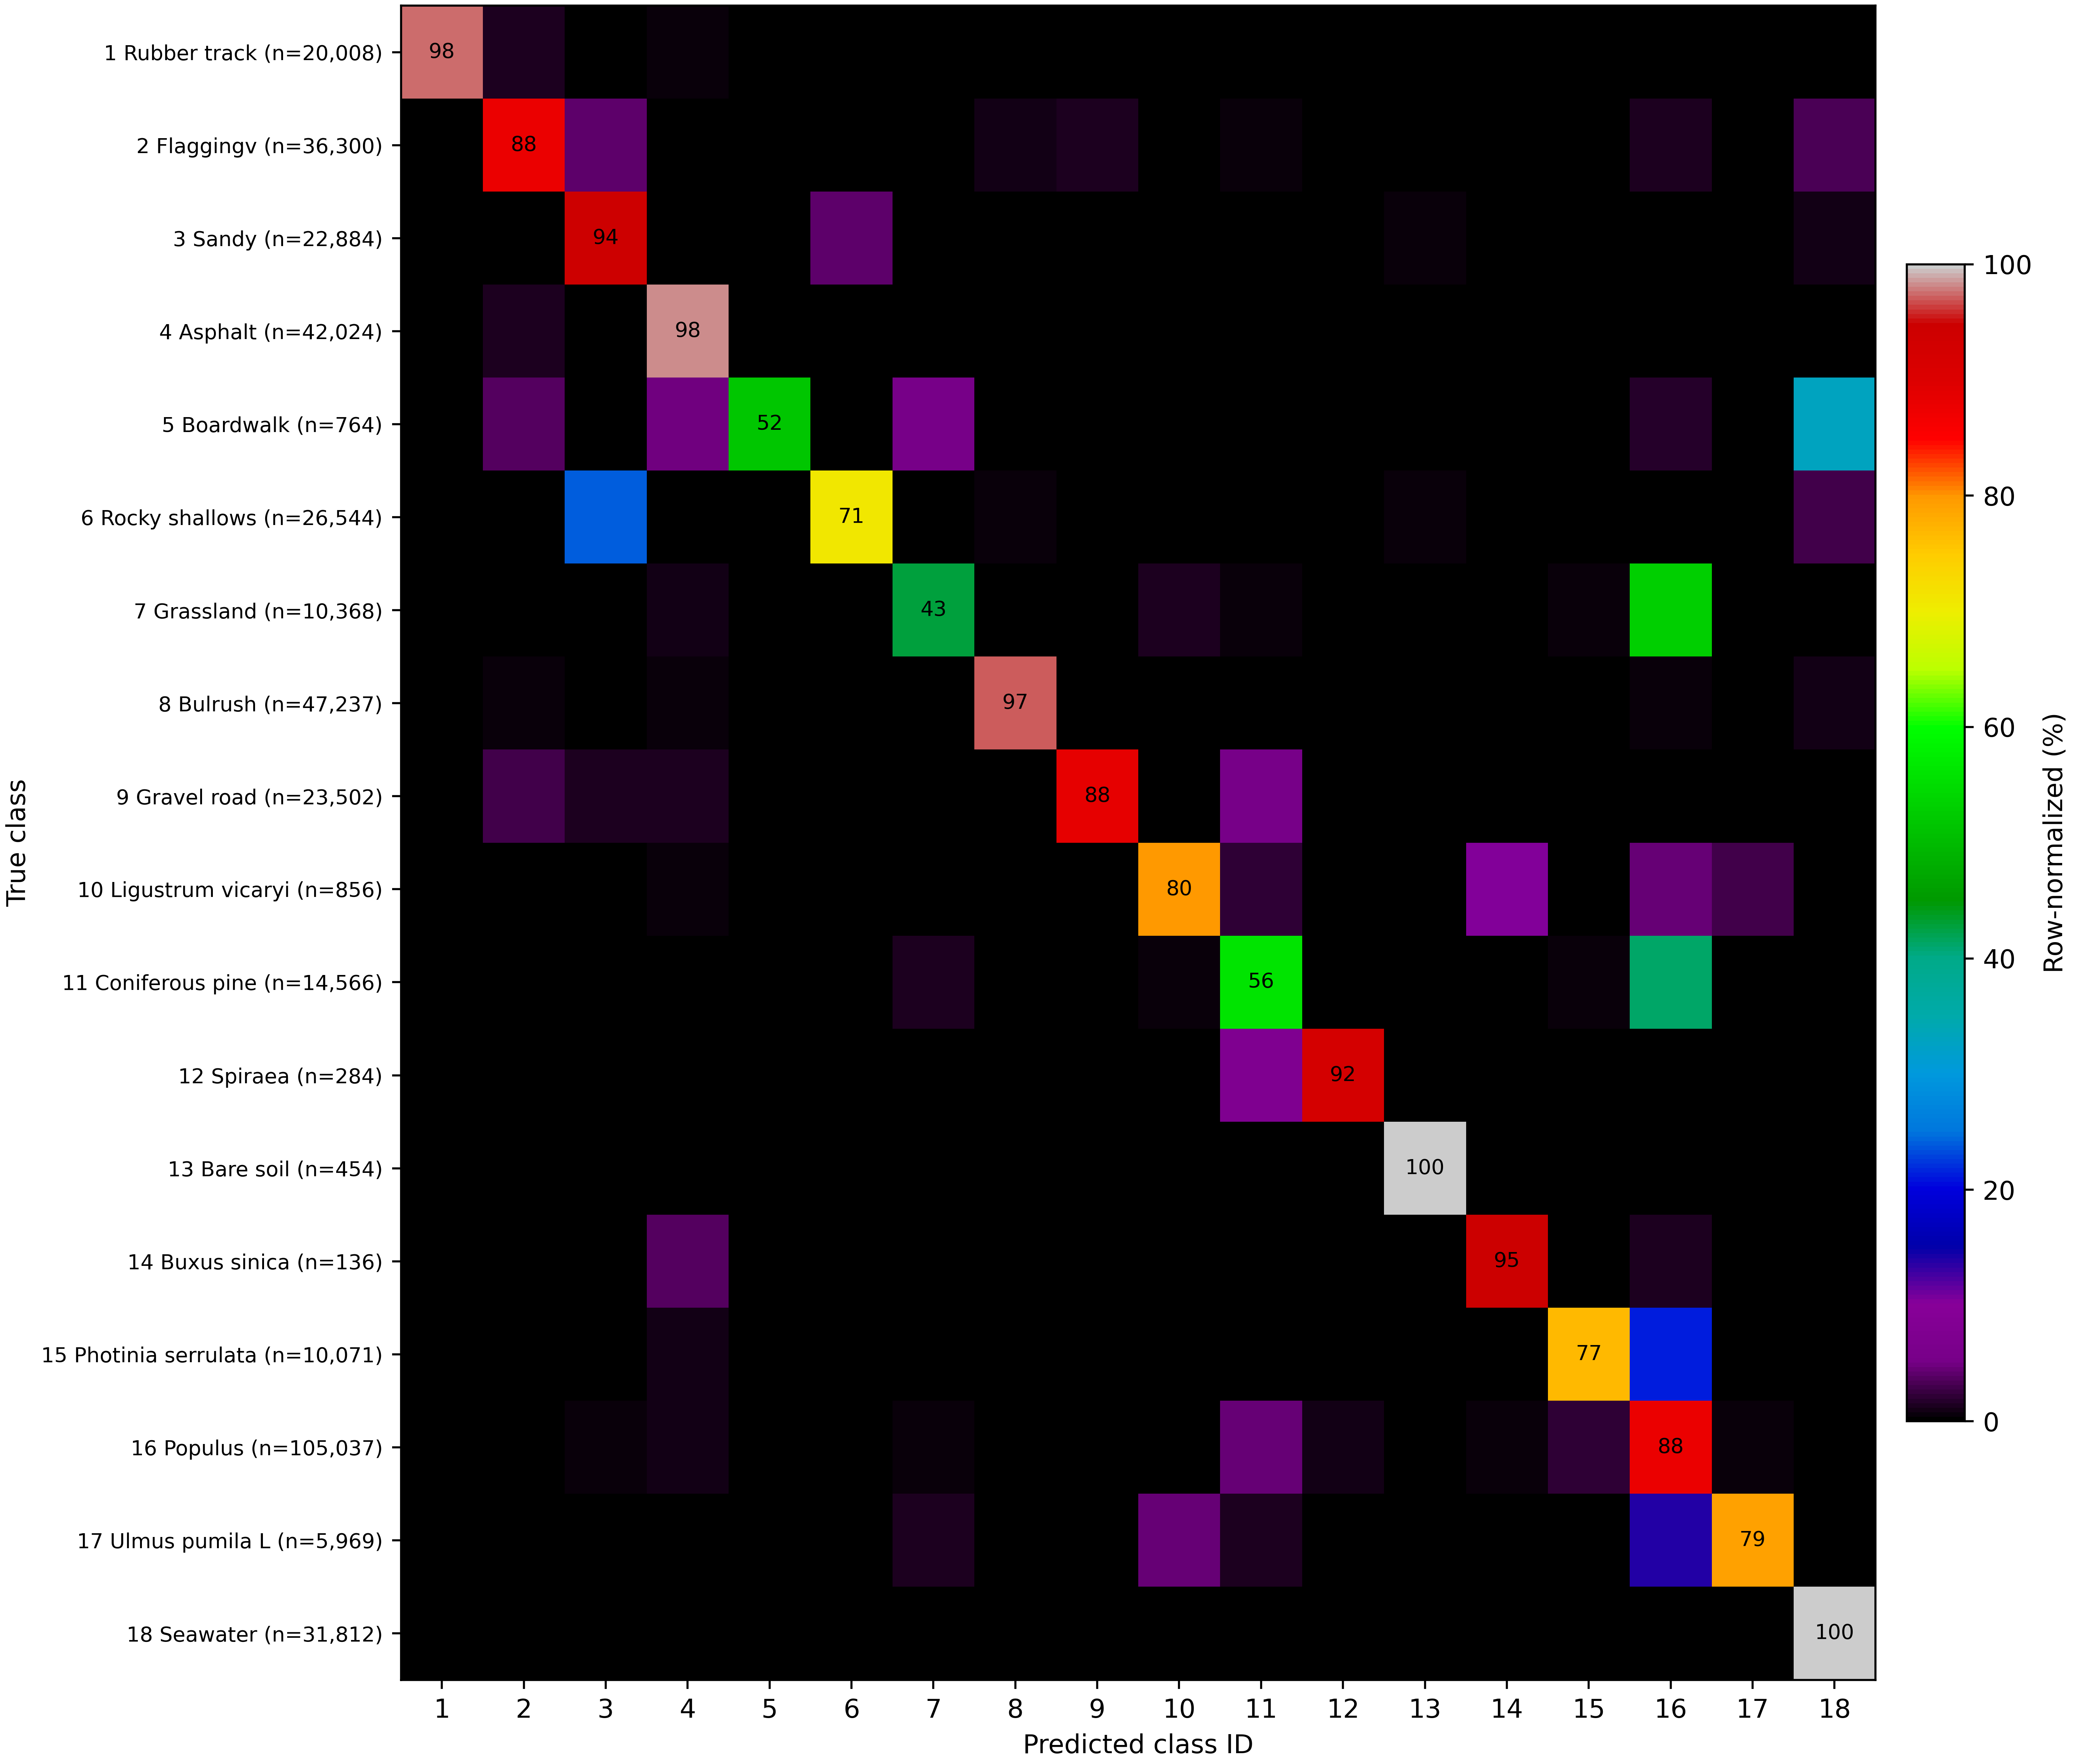 1 Rubber track (n=20,008) 98
2 Flaggingv (n=36,300) 88
3 Sandy (n=22,884) 94
4 Asphalt (n=42,024) 98
5 Boardwalk (n=764) 52
6 Rocky shallows (n=26,544) 71
7 Grassland (n=10,368) 43
8 Bulrush (n=47,237) 97
9 Gravel road (n=23,502) 88
10 Ligustrum vicaryi (n=856) 80
11 Coniferous pine (n=14,566) 56
12 Spiraea (n=284) 92
13 Bare soil (n=454) 100
14 Buxus sinica (n=136) 95
15 Photinia serrulata (n=10,071) 77
16 Populus (n=105,037) 88
17 Ulmus pumila L (n=5,969) 79
18 Seawater (n=31,812) 100
True class
1 2 3 4 5 6 7 8 9 10 11 12 13 14 15 16 17 18
Predicted class ID
100
80
60
40
20
0
Row-normalized (%)